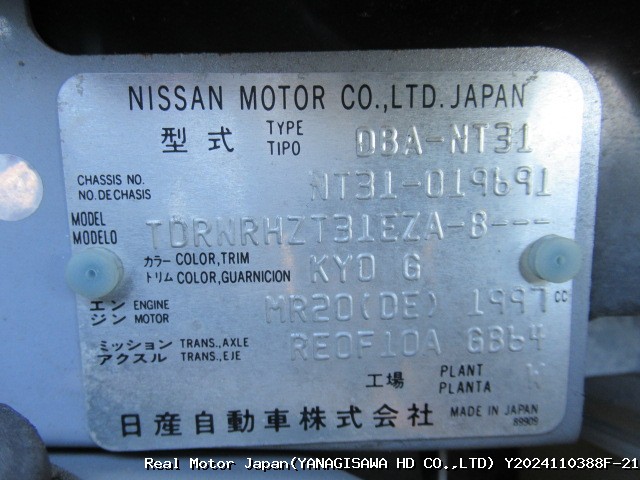 NISSAN MOTOR CO.,LTD. JAPAN
型式 TYPE TIPO DBA-NT31
CHASSIS NO. NO.DE CHASIS NT31-019691
MODEL MODELO TDRNRHZT31EZA-B---
カラー COLOR,TRIM
トリム COLOR,GUARNICION KY0 G
エンジン ENGINE MOTOR MR20(DE) 1997 cc
ミッション TRANS.,AXLE
アクスル TRANS.,EJE RE0F10A GB64
工場 PLANT PLANTA K
日産自動車株式会社 MADE IN JAPAN
89909
Real Motor Japan(YANAGISAWA HD CO.,LTD) Y2024110388F-21